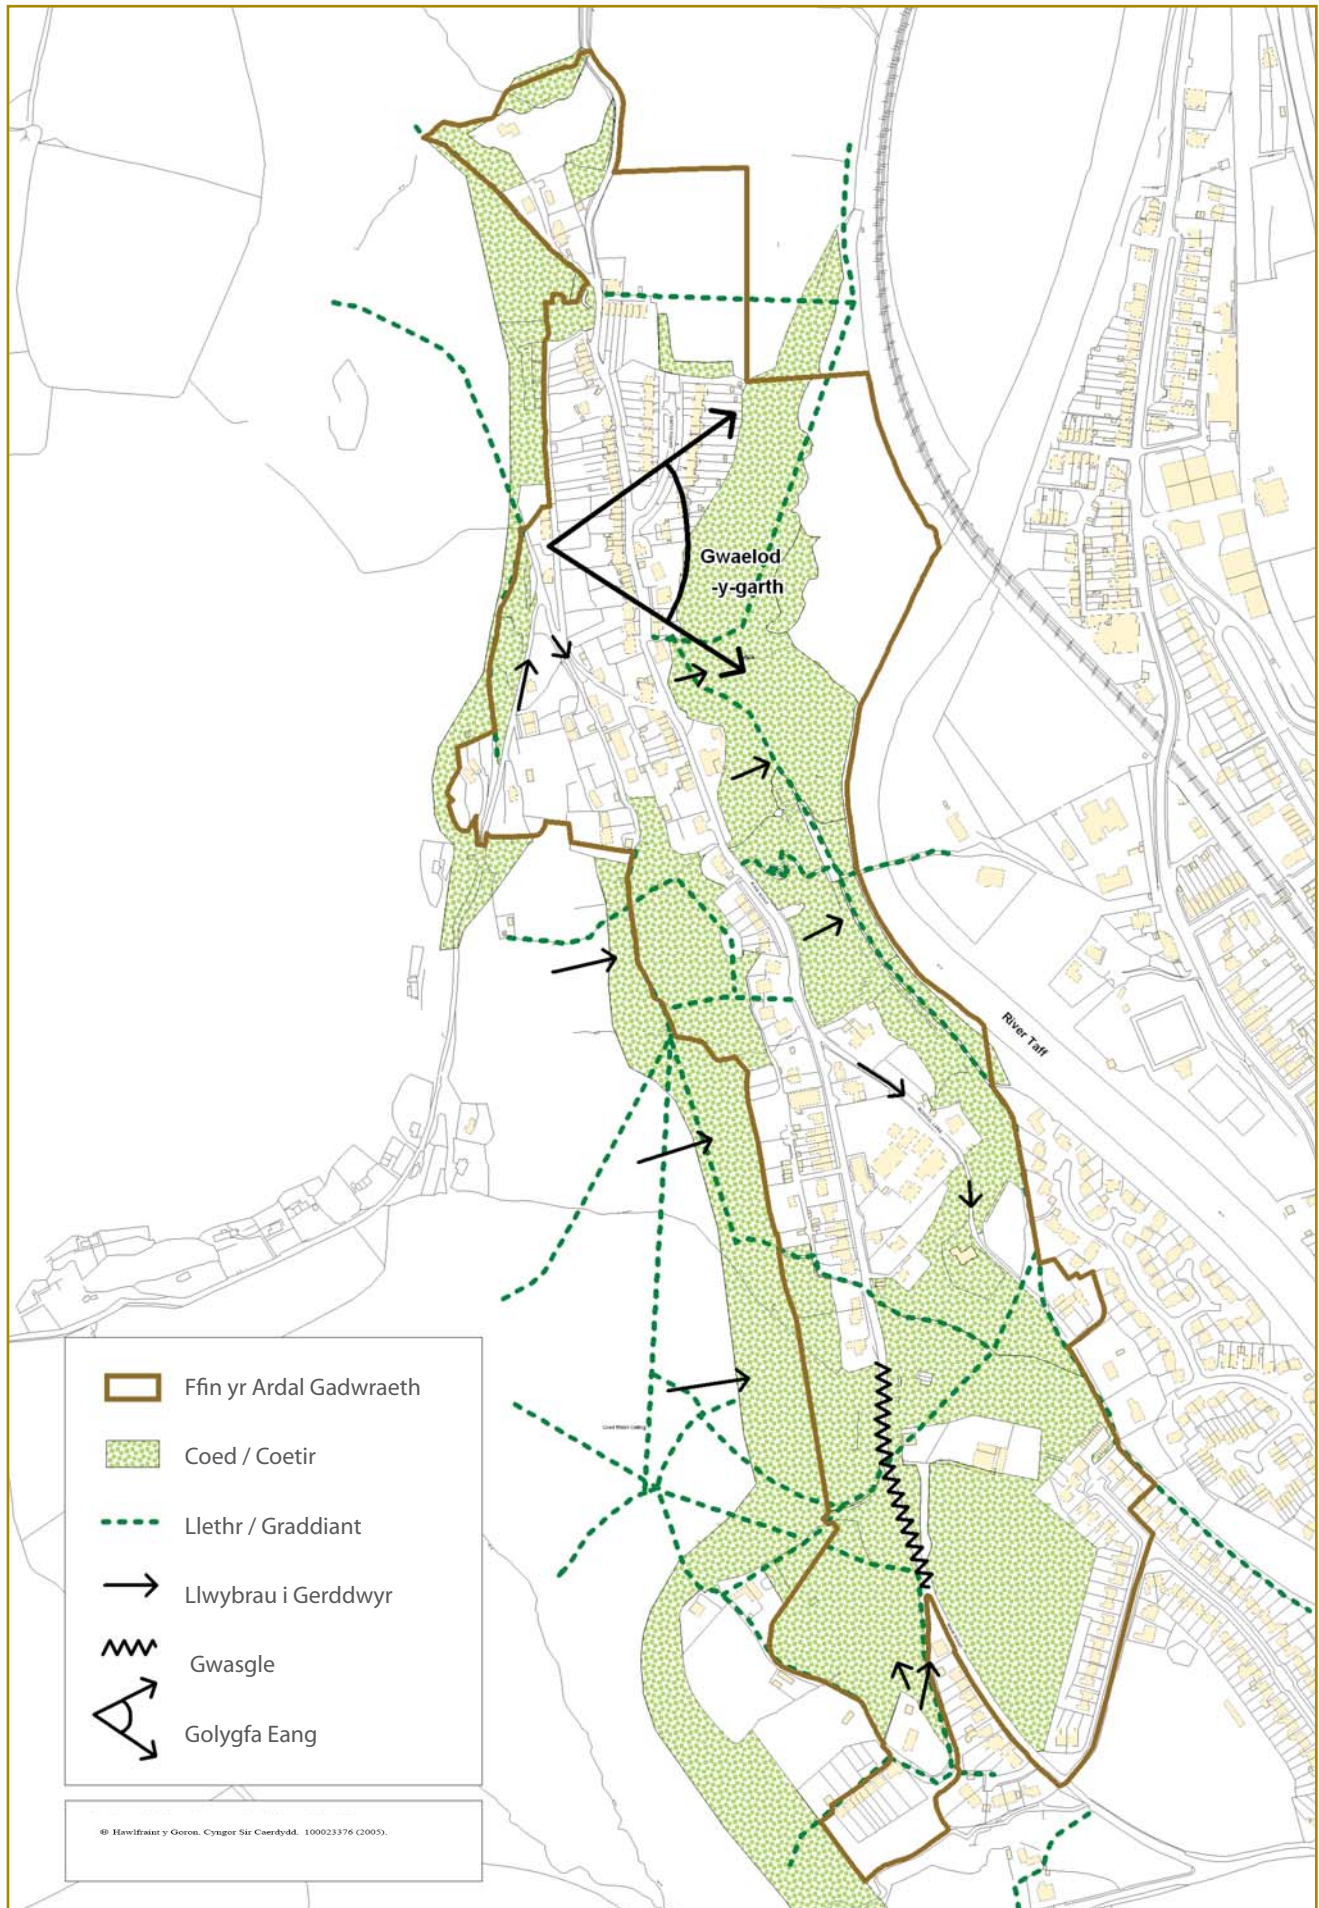 Gwaelod
-y-garth
River Taff
Ffin yr Ardal Gadwraeth
Coed / Coetir
Llethr / Graddiant
Llwybrau i Gerddwyr
Gwasgle
Golygfa Eang
© Hawlfraint y Goron. Cyngor Sir Caerdydd. 100023376 (2005).